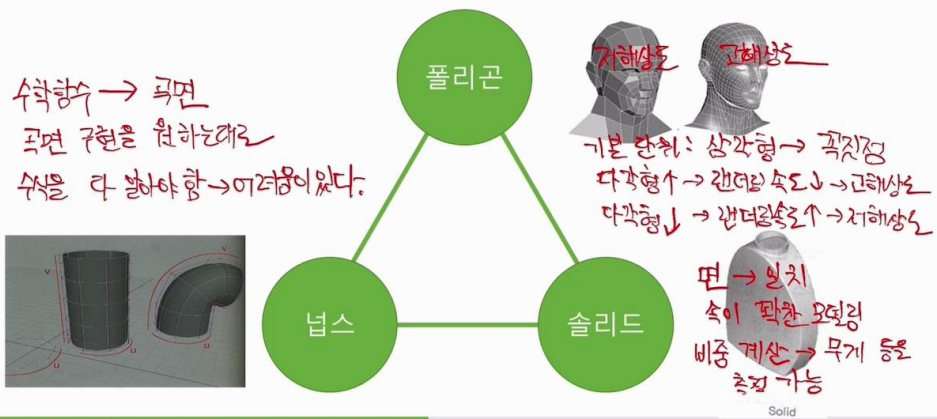 폴리곤
저해상도
고해상도
수학함수 → 곡면
곡면 구현을 원하는대로
수식을 다 알아야 함 → 어려움이 있다.
기본 단위 : 삼각형 → 꼭짓점
다각형↑ → 랜더링 속도↓ → 고해상도
다각형↓ → 랜더링속도↑ → 저해상도
V
V
U
U
U
넙스
솔리드
면 → 일치
속이 꽉찬 모델링
비중 계산 → 무게 등을
측정 가능
Solid